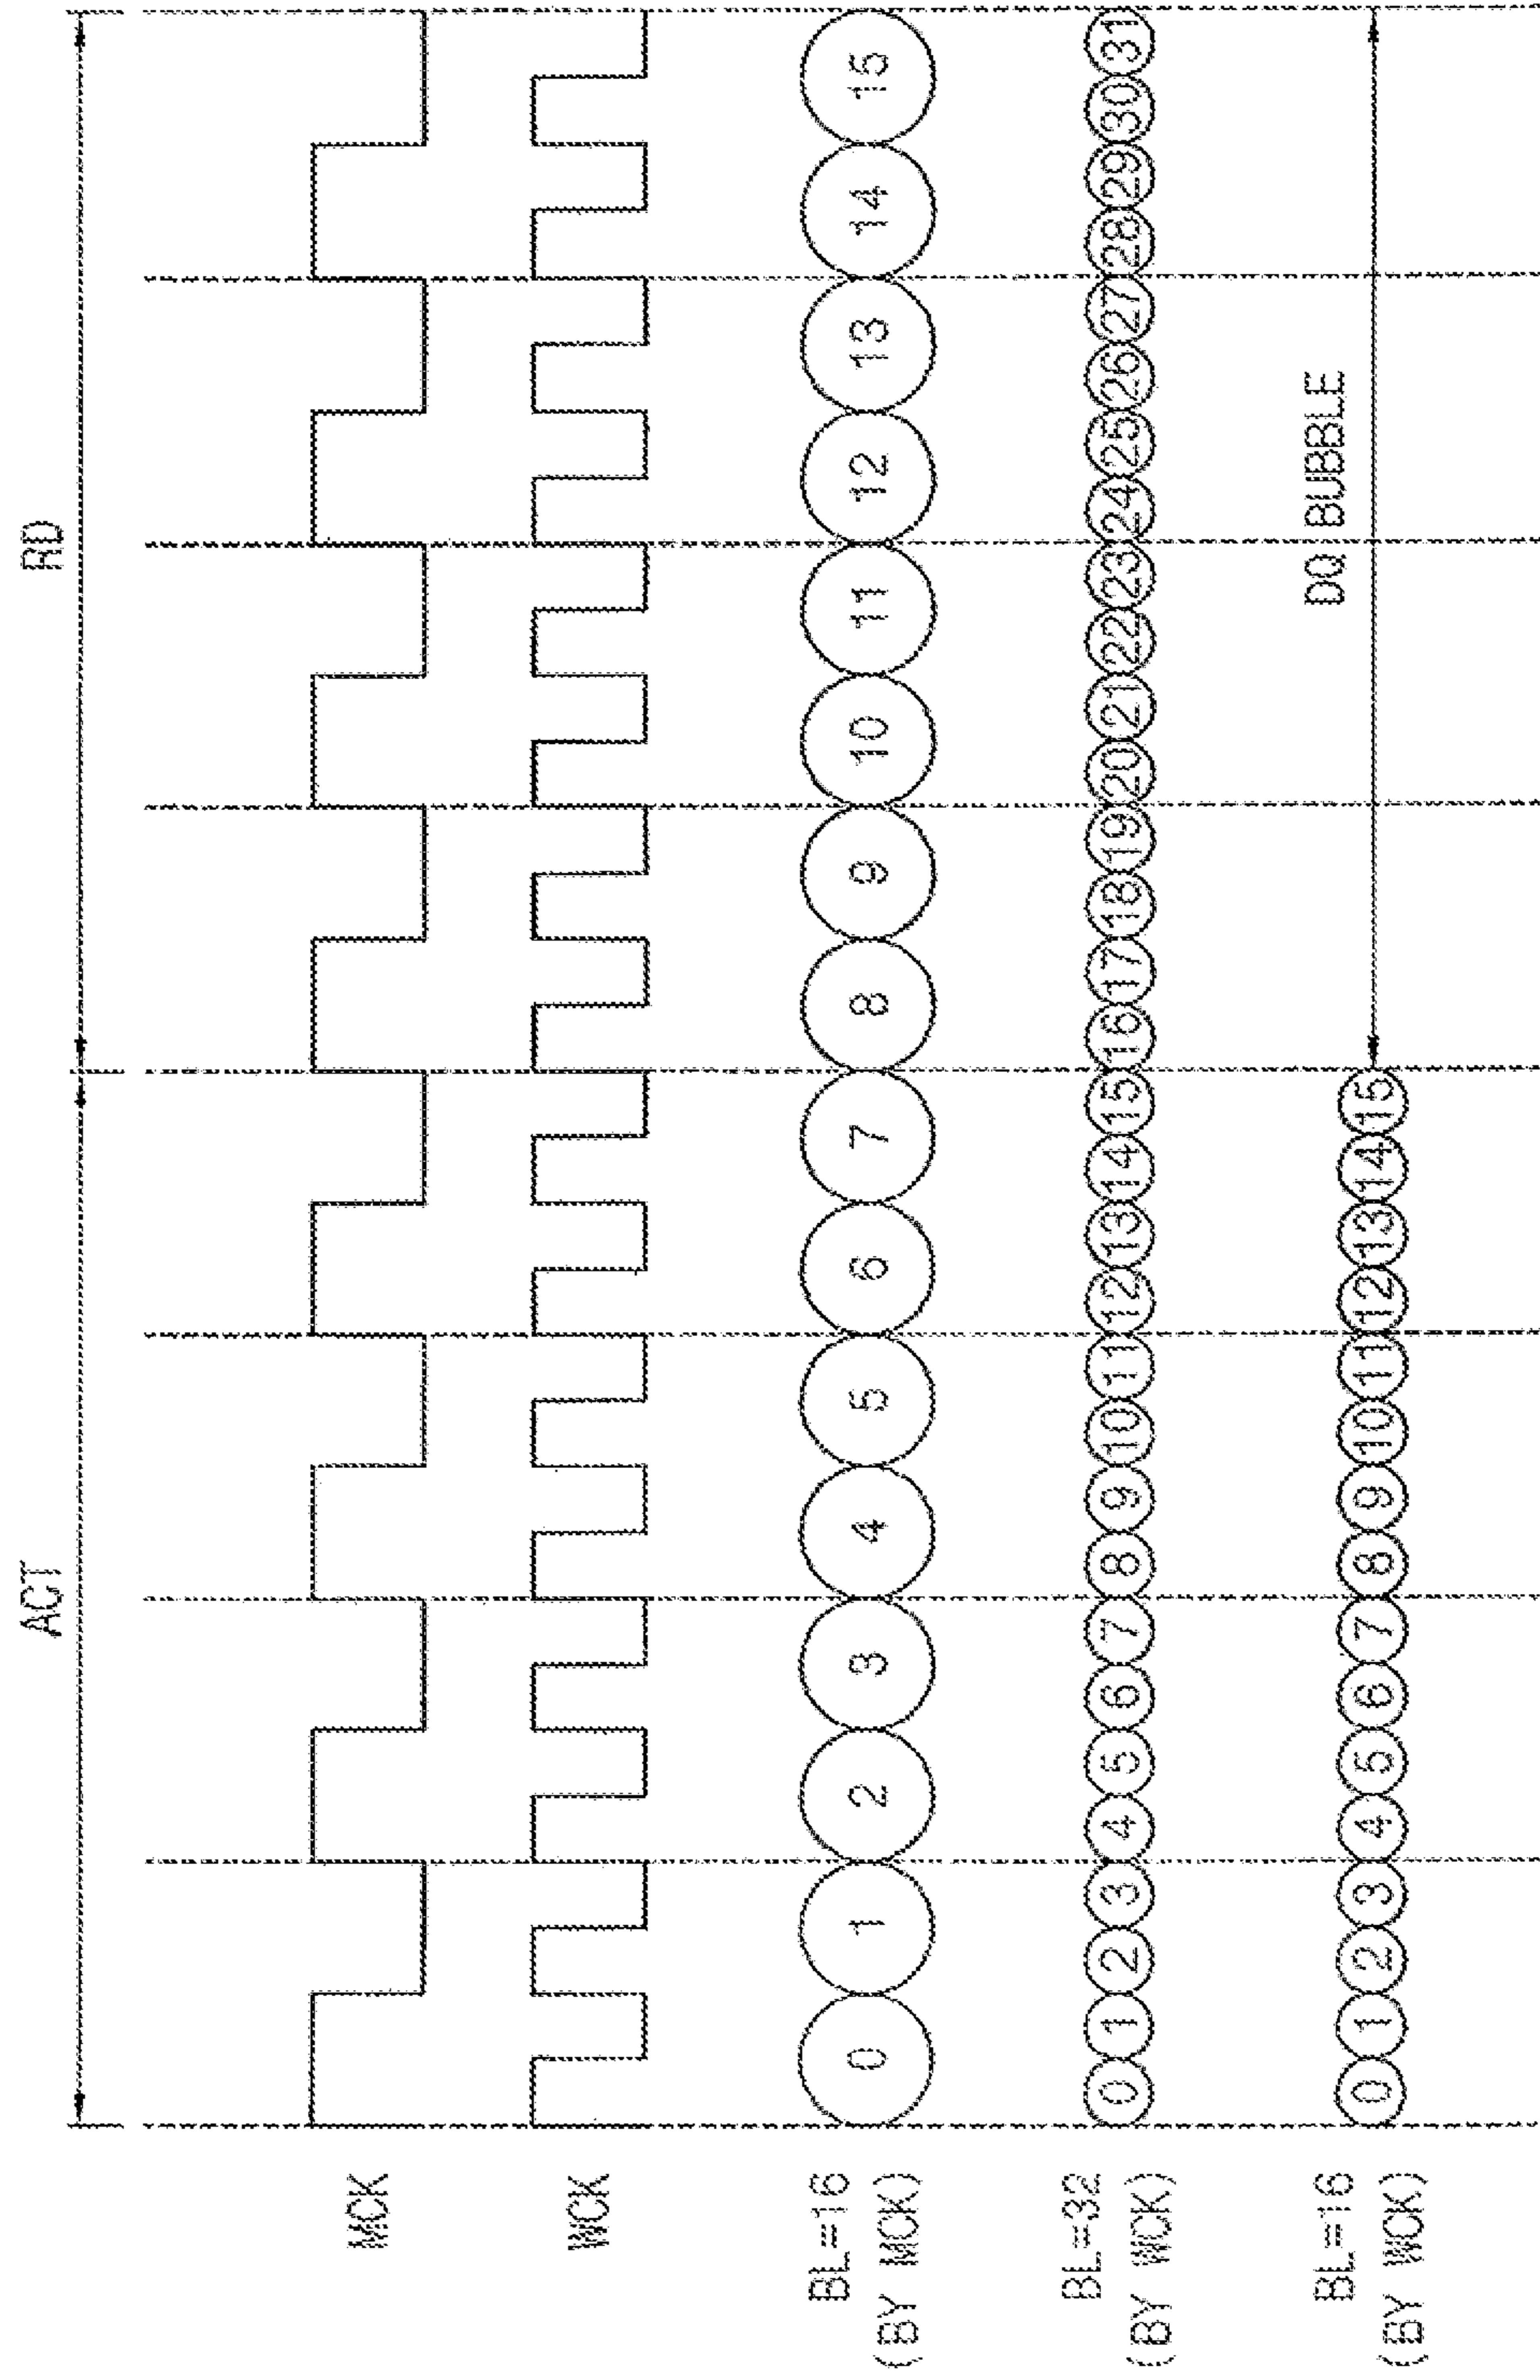 ACT RD
MCK
WCK
BL=16
(BY MCK)
0 1 2 3 4 5 6 7 8 9 10 11 12 13 14 15
BL=32
(BY WCK)
0 1 2 3 4 5 6 7 8 9 10 11 12 13 14 15 16 17 18 19 20 21 22 23 24 25 26 27 28 29 30 31
BL=16
(BY WCK)
0 1 2 3 4 5 6 7 8 9 10 11 12 13 14 15
DQ BUBBLE